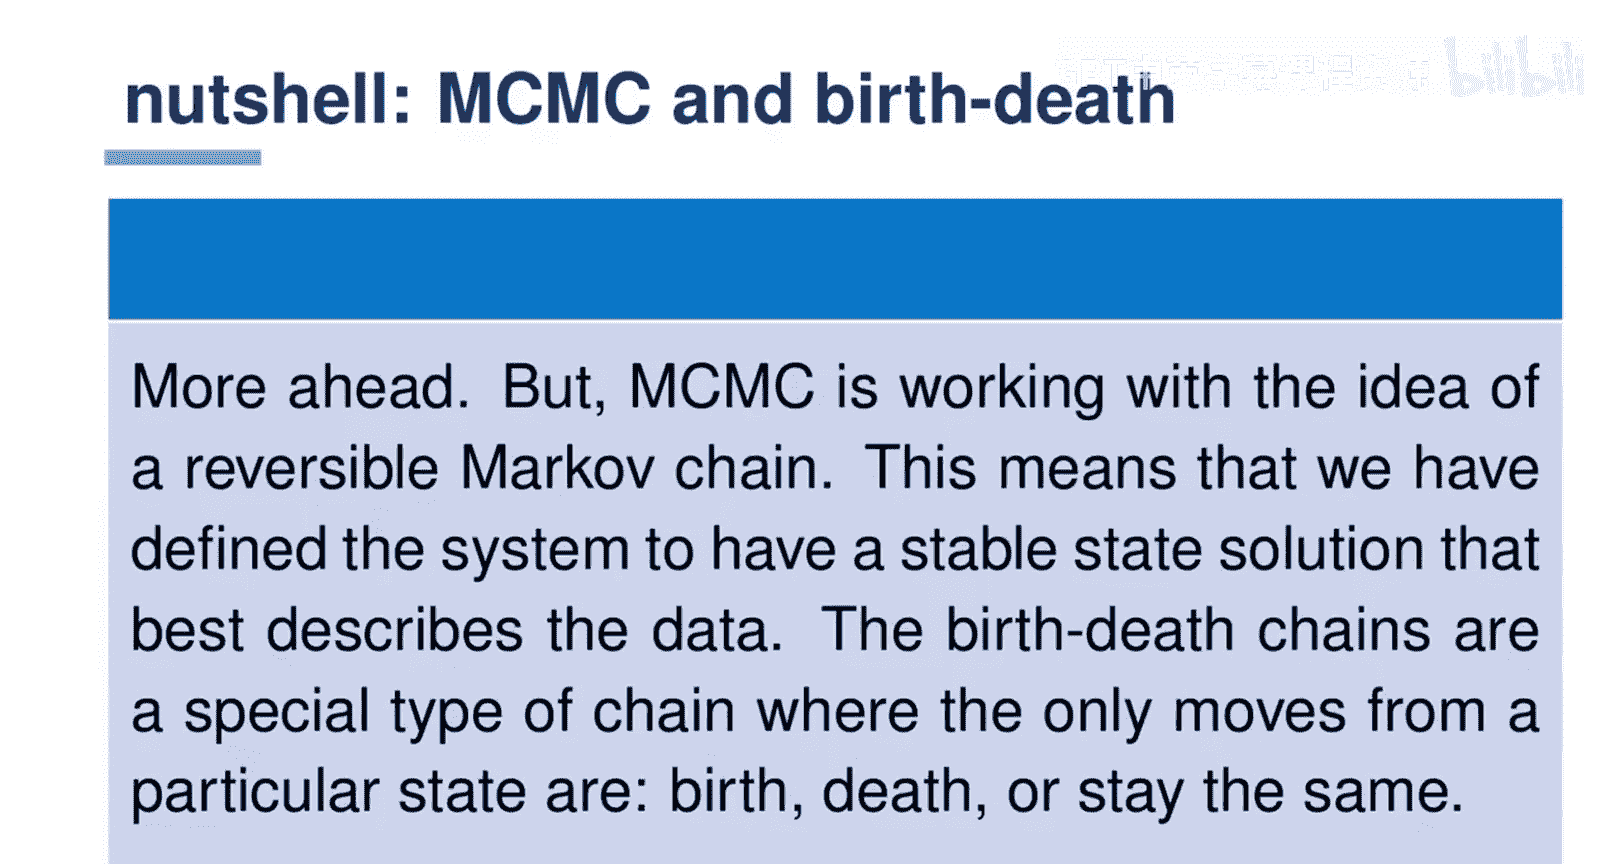 nutshell: MCMC and birth-death
bilibili
More ahead. But, MCMC is working with the idea of
a reversible Markov chain. This means that we have
defined the system to have a stable state solution that
best describes the data. The birth-death chains are
a special type of chain where the only moves from a
particular state are: birth, death, or stay the same.